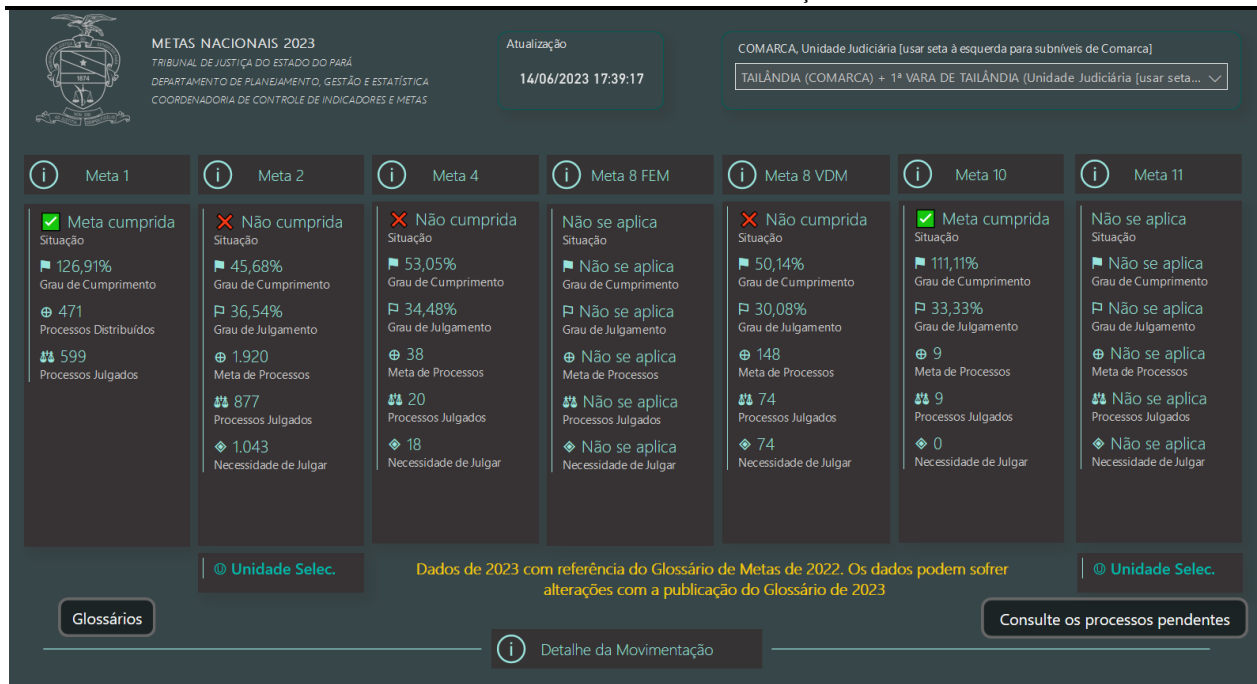 METAS NACIONAIS 2023
TRIBUNAL DE JUSTIÇA DO ESTADO DO PARÁ
DEPARTAMENTO DE PLANEJAMENTO, GESTÃO E ESTATÍSTICA
COORDENADORIA DE CONTROLE DE INDICADORES E METAS
Atualização
14/06/2023 17:39:17
COMARCA, Unidade Judiciária [usar seta à esquerda para subníveis de Comarca]
TAILÂNDIA (COMARCA) + 1ª VARA DE TAILÂNDIA (Unidade Judiciária [usar seta...
Meta 1
Meta cumprida
Situação
126,91%
Grau de Cumprimento
471
Processos Distribuídos
599
Processos Julgados
Meta 2
Não cumprida
Situação
45,68%
Grau de Cumprimento
36,54%
Grau de Julgamento
1.920
Meta de Processos
877
Processos Julgados
1.043
Necessidade de Julgar
Unidade Selec.
Meta 4
Não cumprida
Situação
53,05%
Grau de Cumprimento
34,48%
Grau de Julgamento
38
Meta de Processos
20
Processos Julgados
18
Necessidade de Julgar
Meta 8 FEM
Não se aplica
Situação
Não se aplica
Grau de Cumprimento
Não se aplica
Grau de Julgamento
Não se aplica
Meta de Processos
Não se aplica
Processos Julgados
Não se aplica
Necessidade de Julgar
Meta 8 VDM
Não cumprida
Situação
50,14%
Grau de Cumprimento
30,08%
Grau de Julgamento
148
Meta de Processos
74
Processos Julgados
74
Necessidade de Julgar
Meta 10
Meta cumprida
Situação
111,11%
Grau de Cumprimento
33,33%
Grau de Julgamento
9
Meta de Processos
9
Processos Julgados
0
Necessidade de Julgar
Meta 11
Não se aplica
Situação
Não se aplica
Grau de Cumprimento
Não se aplica
Grau de Julgamento
Não se aplica
Meta de Processos
Não se aplica
Processos Julgados
Não se aplica
Necessidade de Julgar
Unidade Selec.
Dados de 2023 com referência do Glossário de Metas de 2022. Os dados podem sofrer
alterações com a publicação do Glossário de 2023
Glossários
Consulte os processos pendentes
Detalhe da Movimentação